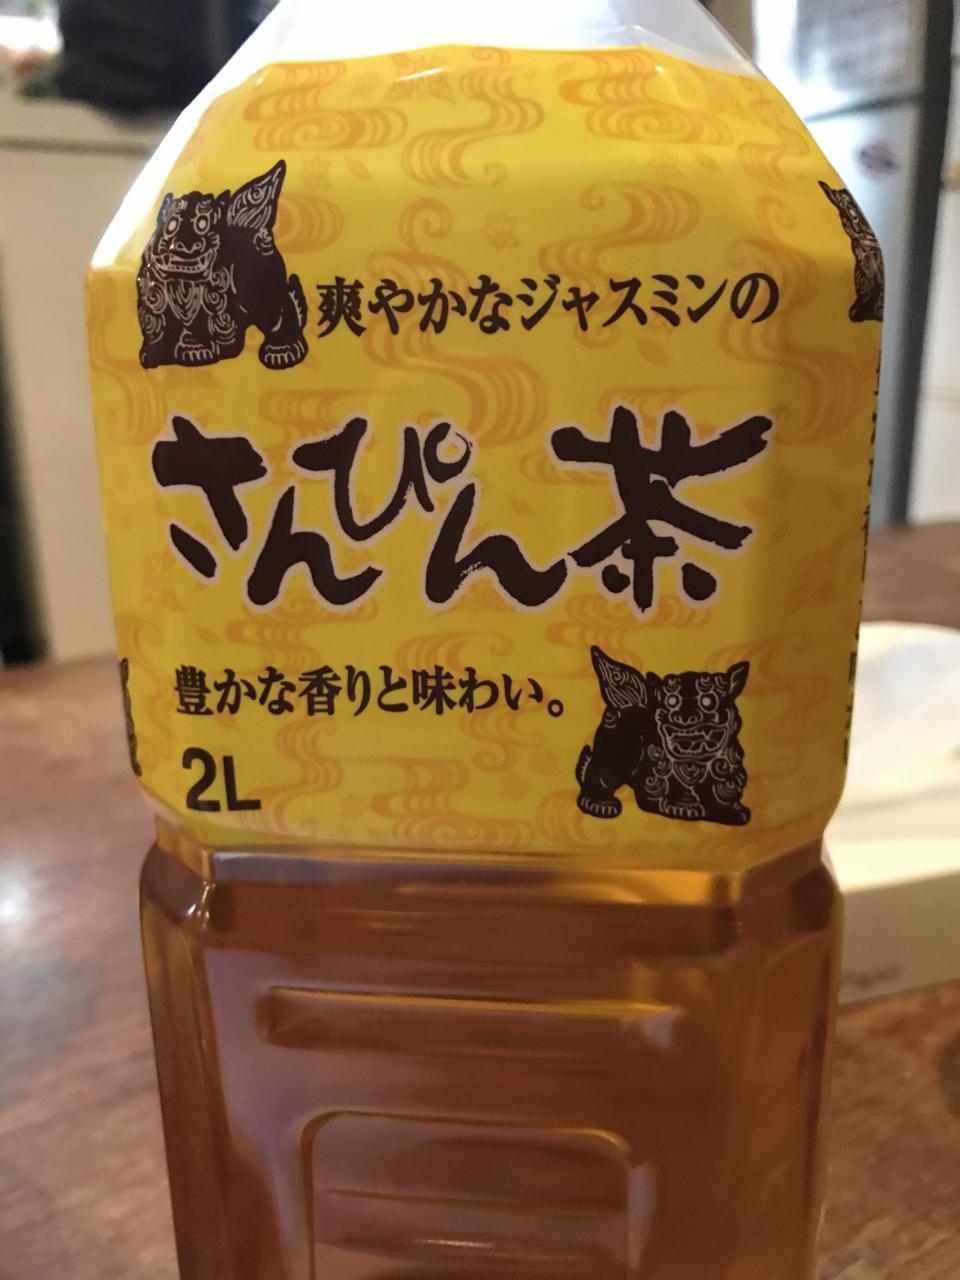 爽やかなジャスミンの
さんぴん茶
豊かな香りと味わい。
2L